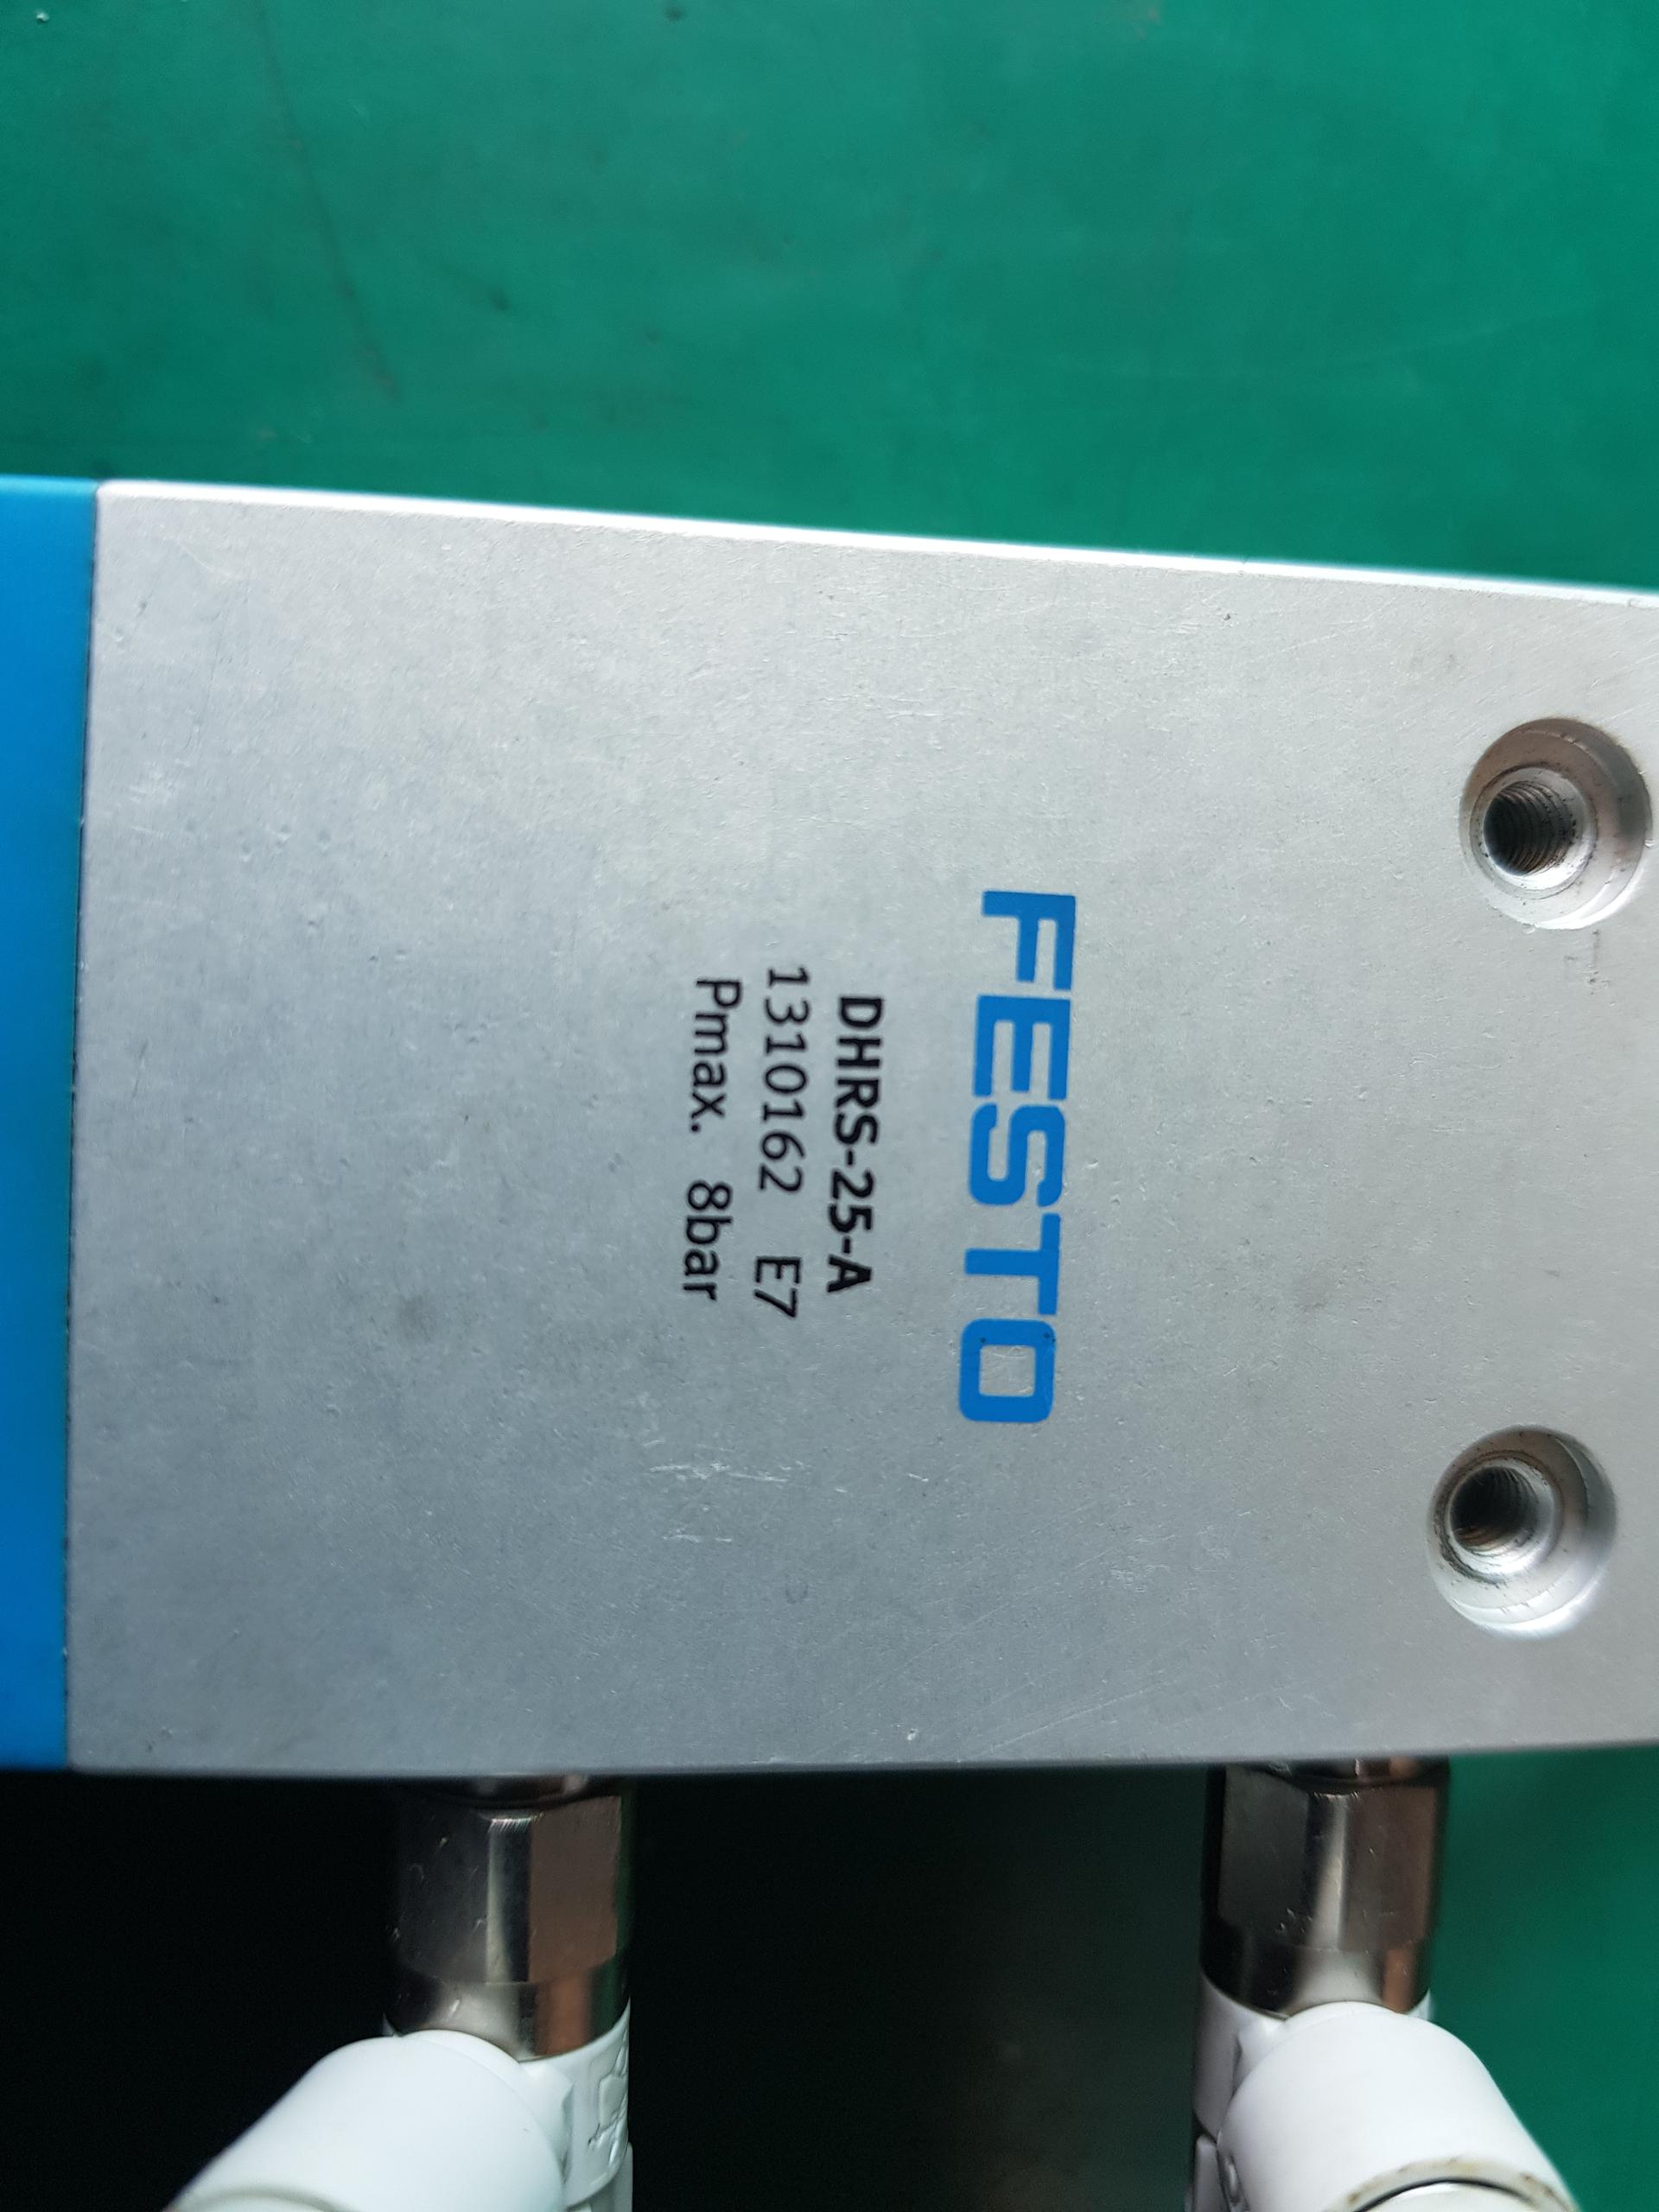 FESTO
DHRS-25-A
1310162 E7
Pmax. 8bar